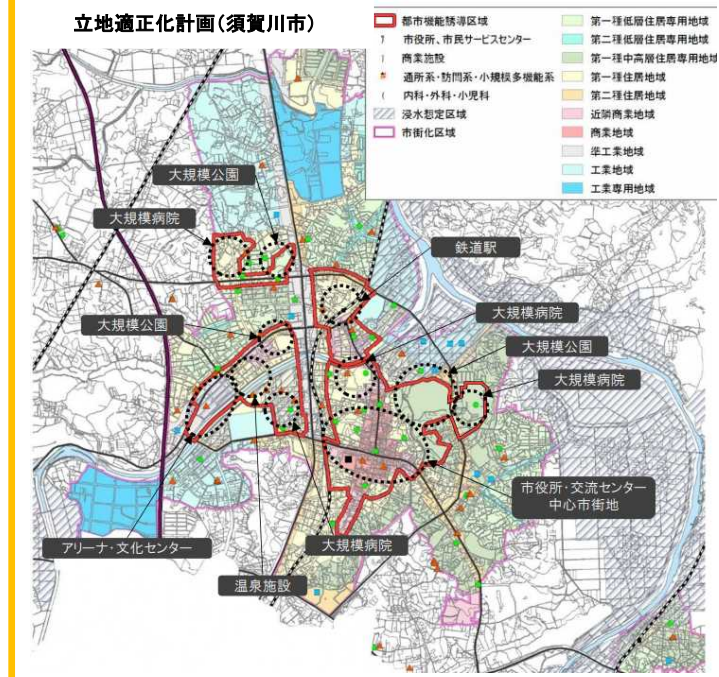 立地適正化計画(須賀川市)
都市機能誘導区域
市役所、市民サービスセンター
商業施設
通所系・訪問系・小規模多機能系
内科・外科・小児科
浸水想定区域
市街化区域
第一種低層住居専用地域
第二種低層住居専用地域
第一種中高層住居専用地域
第一種住居地域
第二種住居地域
近隣商業地域
商業地域
準工業地域
工業地域
工業専用地域
大規模公園
大規模病院
鉄道駅
大規模公園
大規模病院
大規模公園
大規模病院
市役所・交流センター
中心市街地
アリーナ・文化センター
大規模病院
温泉施設